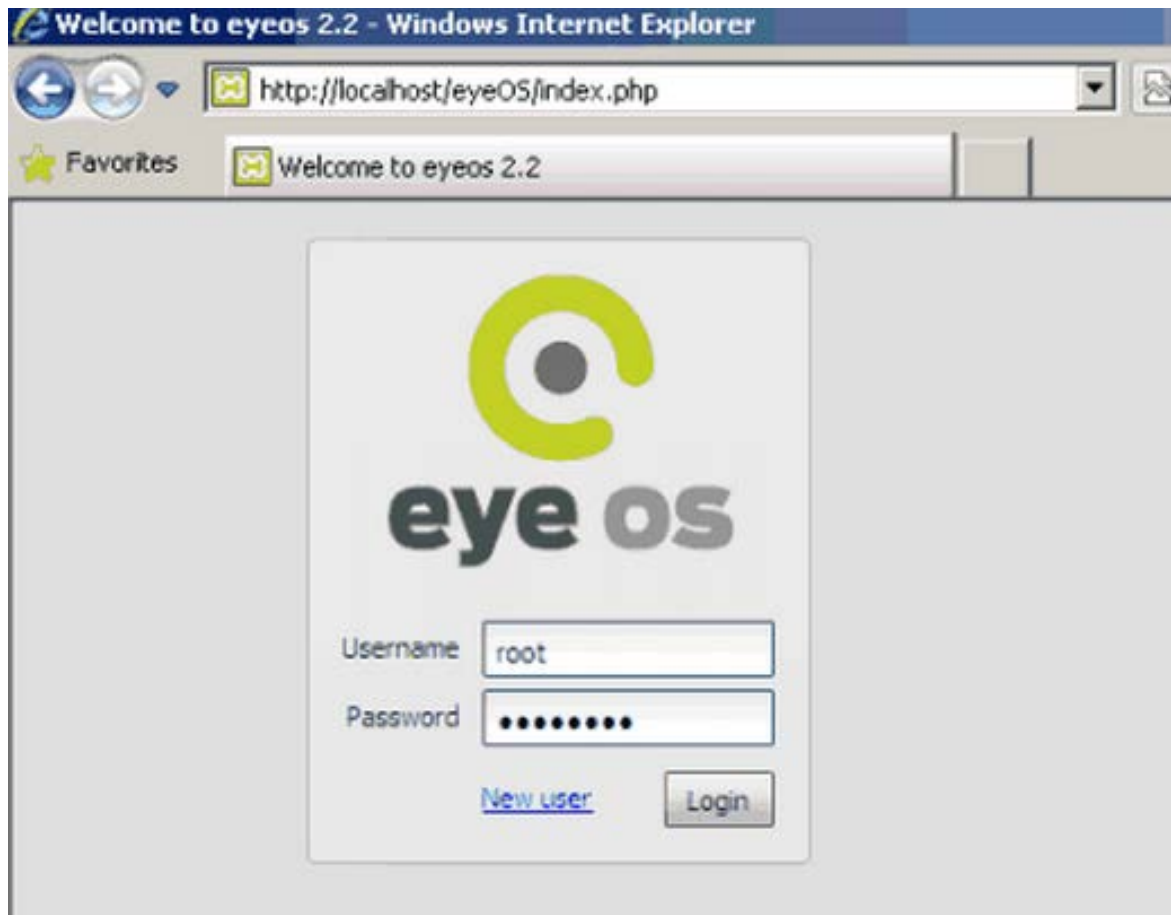 Welcome to eyeos 2.2 - Windows Internet Explorer
http://localhost/eyeOS/index.php
Favorites
Welcome to eyeos 2.2
eye os
Username root
Password ••••••••
New user Login